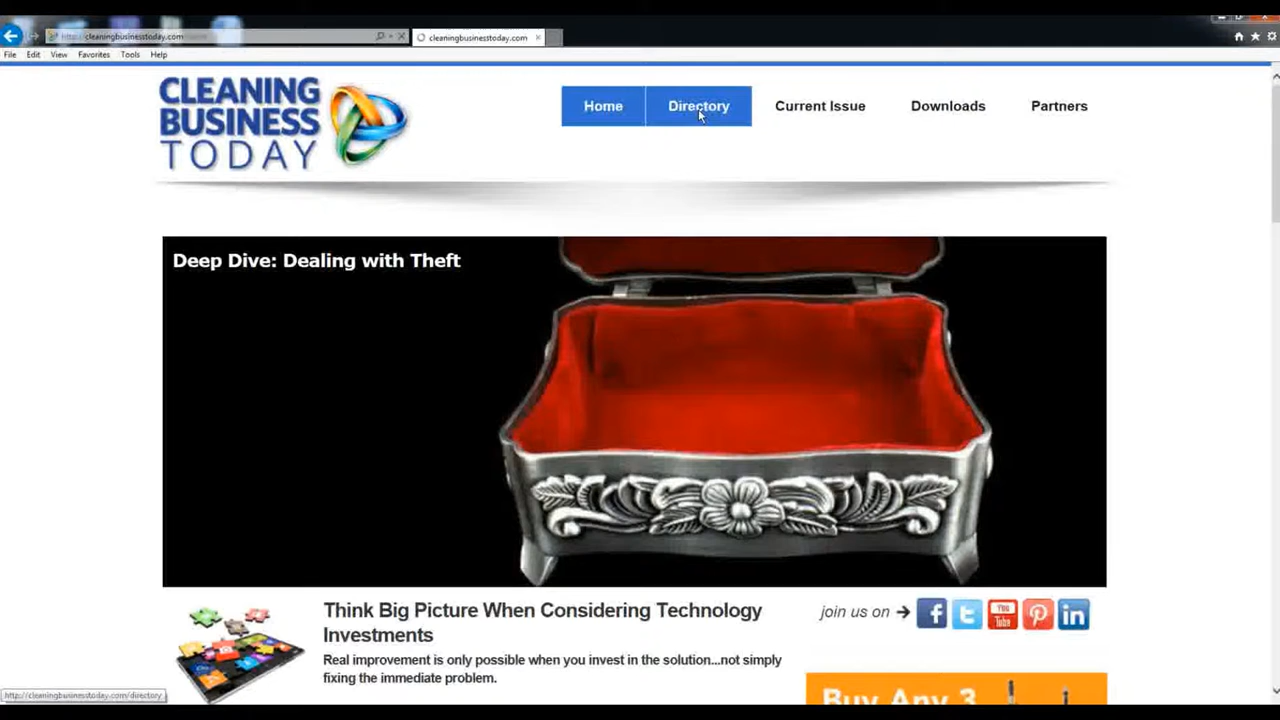 http://cleaningbusinesstoday.com
cleaningbusinesstoday.com
File Edit View Favorites Tools Help
CLEANING
BUSINESS
TODAY
Home Directory Current Issue Downloads Partners
Deep Dive: Dealing with Theft
Think Big Picture When Considering Technology
Investments
Real improvement is only possible when you invest in the solution...not simply
fixing the immediate problem.
join us on
You
Tube
Buy Any 3
http://cleaningbusinesstoday.com/directory